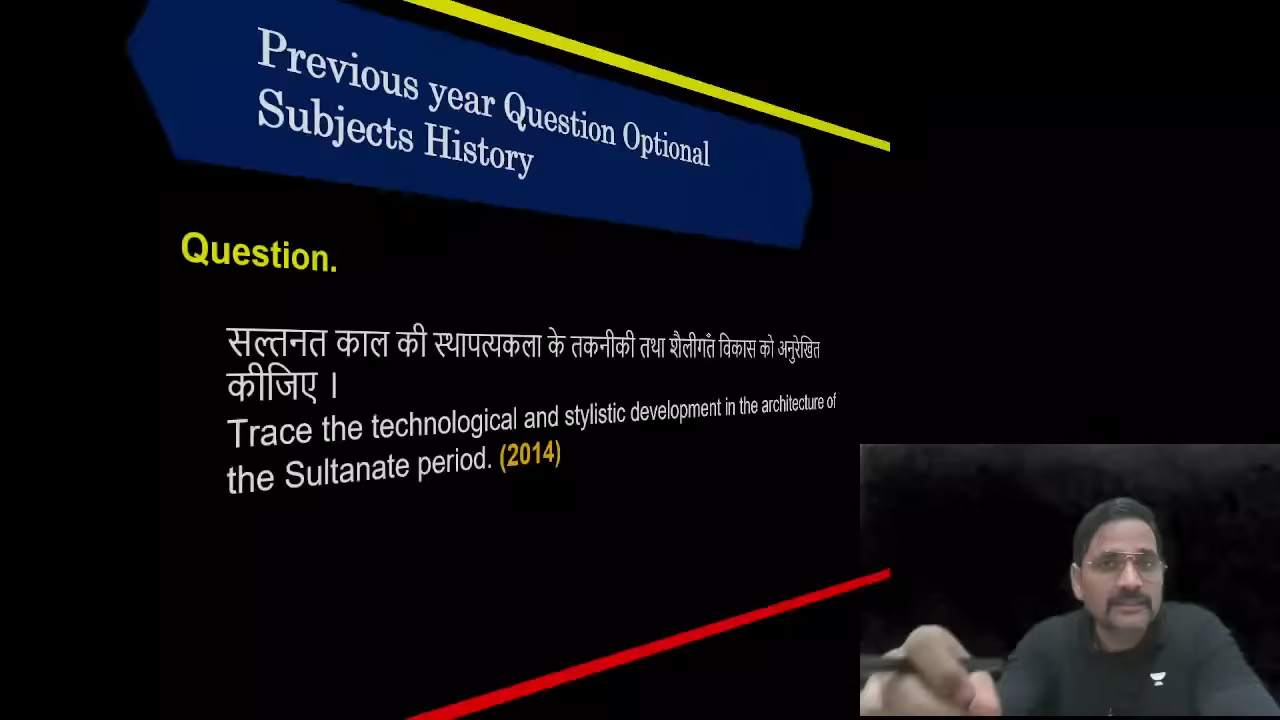 Previous year Question Optional
Subjects History
Question.
सल्तनत काल की स्थापत्यकला के तकनीकी तथा शैलीगतँ विकास को अनुरेखित
कीजिए ।
Trace the technological and stylistic development in the architecture of
the Sultanate period. (2014)